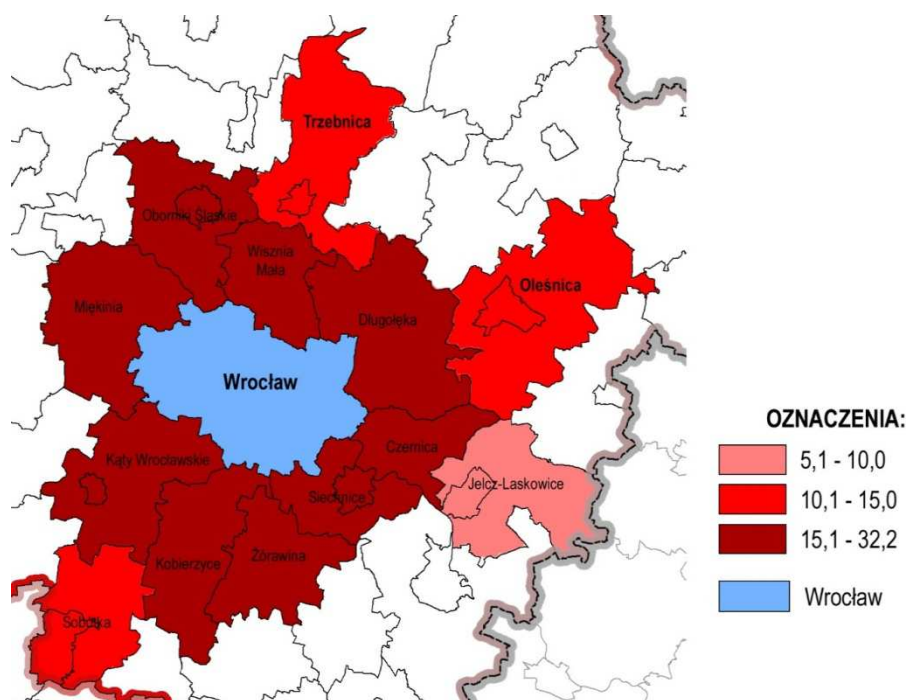 Trzebnica
Oborniki Śląskie
Wisznia
Mała
Oleśnica
Miękinia
Długołęka
Wrocław
Czernica
Kąty Wrocławskie
Jelcz-Laskowice
Siechnice
Kobierzyce
Żórawina
Sobótka
OZNACZENIA:
5,1 - 10,0
10,1 - 15,0
15,1 - 32,2
Wrocław